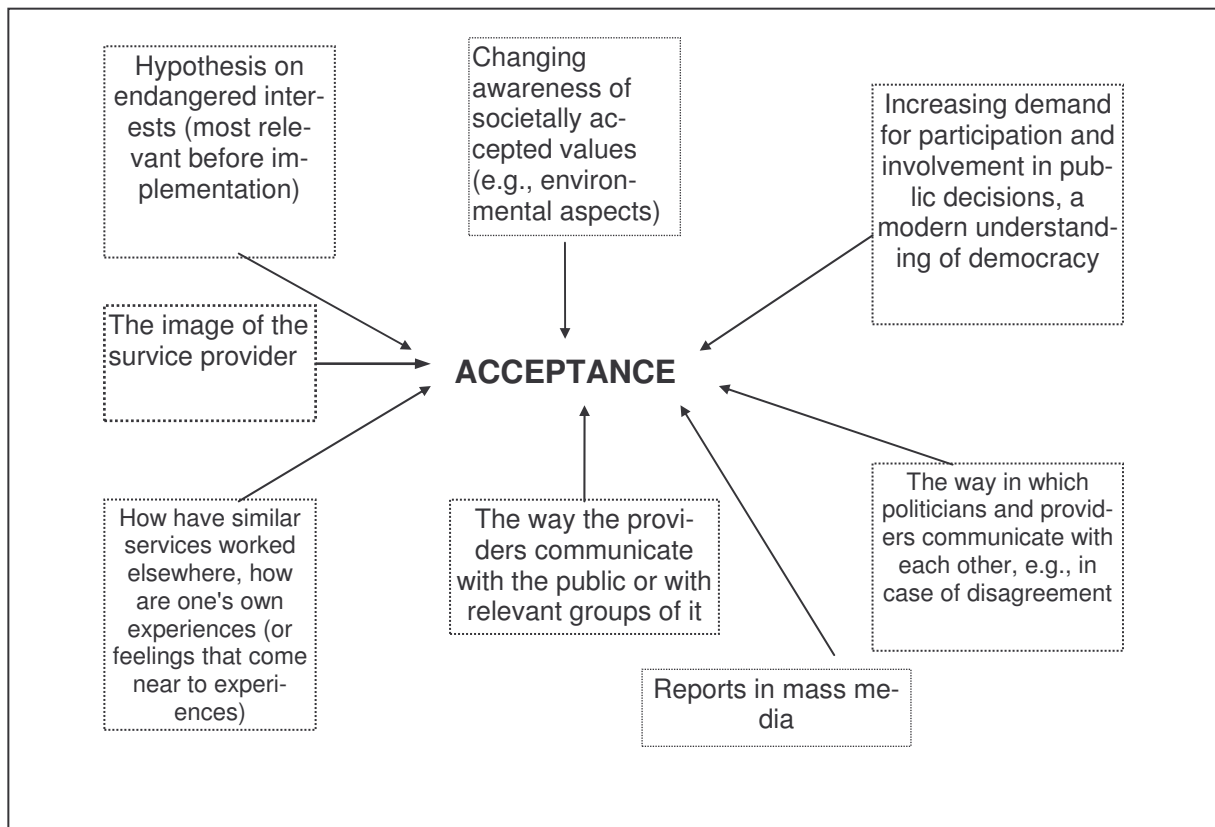 Hypothesis on
endangered inter-
ests (most rele-
vant before im-
plementation)
Changing
awareness of
societally ac-
cepted values
(e.g., environ-
mental aspects)
Increasing demand
for participation and
involvement in pub-
lic decisions, a
modern understand-
ing of democracy
The image of the
survice provider
ACCEPTANCE
How have similar
services worked
elsewhere, how
are one's own
experiences (or
feelings that come
near to experi-
ences)
The way the provi-
ders communicate
with the public or with
relevant groups of it
The way in which
politicians and provid-
ers communicate with
each other, e.g., in
case of disagreement
Reports in mass me-
dia